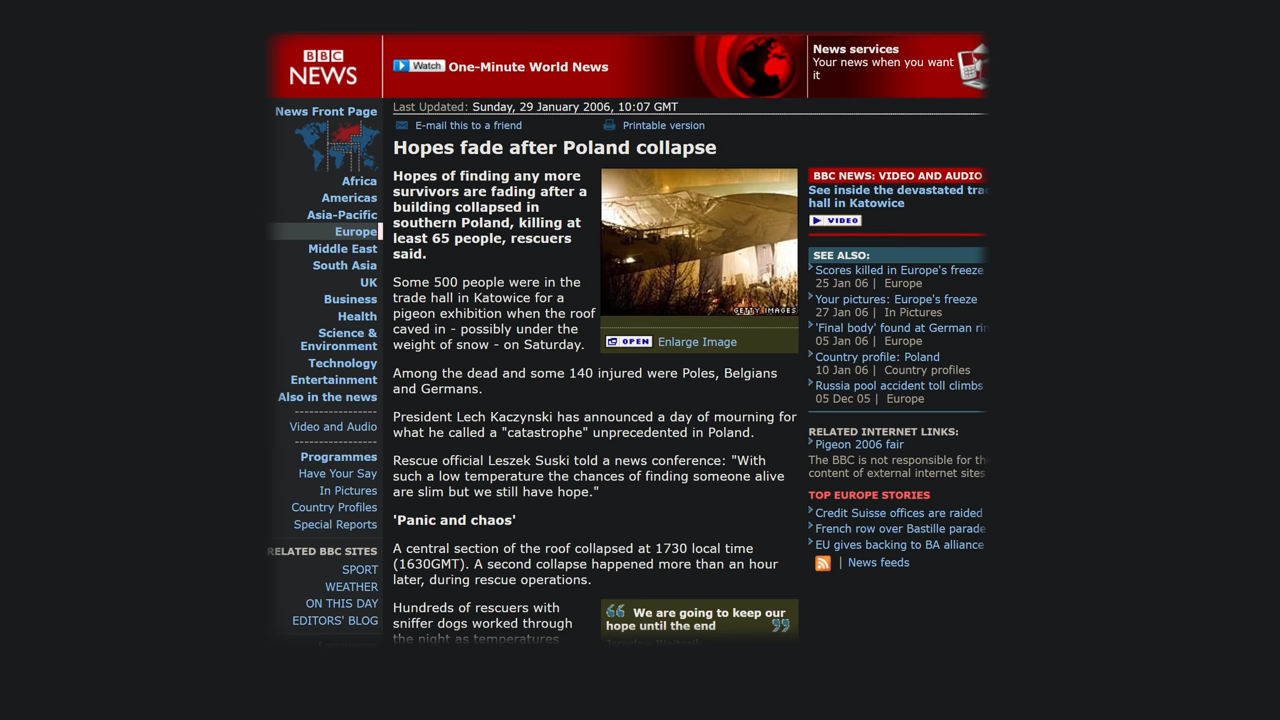 BBC
NEWS
Watch One-Minute World News
News services
Your news when you want
it
News Front Page
Africa
Americas
Asia-Pacific
Europe
Middle East
South Asia
UK
Business
Health
Science &
Environment
Technology
Entertainment
Also in the news
-----------------
Video and Audio
-----------------
Programmes
Have Your Say
In Pictures
Country Profiles
Special Reports
RELATED BBC SITES
SPORT
WEATHER
ON THIS DAY
EDITORS' BLOG
Last Updated: Sunday, 29 January 2006, 10:07 GMT
E-mail this to a friend
Printable version
Hopes fade after Poland collapse
Hopes of finding any more
survivors are fading after a
building collapsed in
southern Poland, killing at
least 65 people, rescuers
said.
GETTY IMAGES
OPEN Enlarge Image
Some 500 people were in the
trade hall in Katowice for a
pigeon exhibition when the roof
caved in - possibly under the
weight of snow - on Saturday.
Among the dead and some 140 injured were Poles, Belgians
and Germans.
President Lech Kaczynski has announced a day of mourning for
what he called a "catastrophe" unprecedented in Poland.
Rescue official Leszek Suski told a news conference: "With
such a low temperature the chances of finding someone alive
are slim but we still have hope."
'Panic and chaos'
A central section of the roof collapsed at 1730 local time
(1630GMT). A second collapse happened more than an hour
later, during rescue operations.
Hundreds of rescuers with
sniffer dogs worked through
the night as temperatures
We are going to keep our
hope until the end
BBC NEWS: VIDEO AND AUDIO
See inside the devastated
hall in Katowice
VIDEO
SEE ALSO:
Scores killed in Europe's freeze
25 Jan 06 | Europe
Your pictures: Europe's freeze
27 Jan 06 | In Pictures
'Final body' found at German
05 Jan 06 | Europe
Country profile: Poland
10 Jan 06 | Country profiles
Russia pool accident toll climbs
05 Dec 05 | Europe
RELATED INTERNET LINKS:
Pigeon 2006 fair
The BBC is not responsible for the
content of external internet sites
TOP EUROPE STORIES
Credit Suisse offices are raided
French row over Bastille parade
EU gives backing to BA alliance
| News feeds